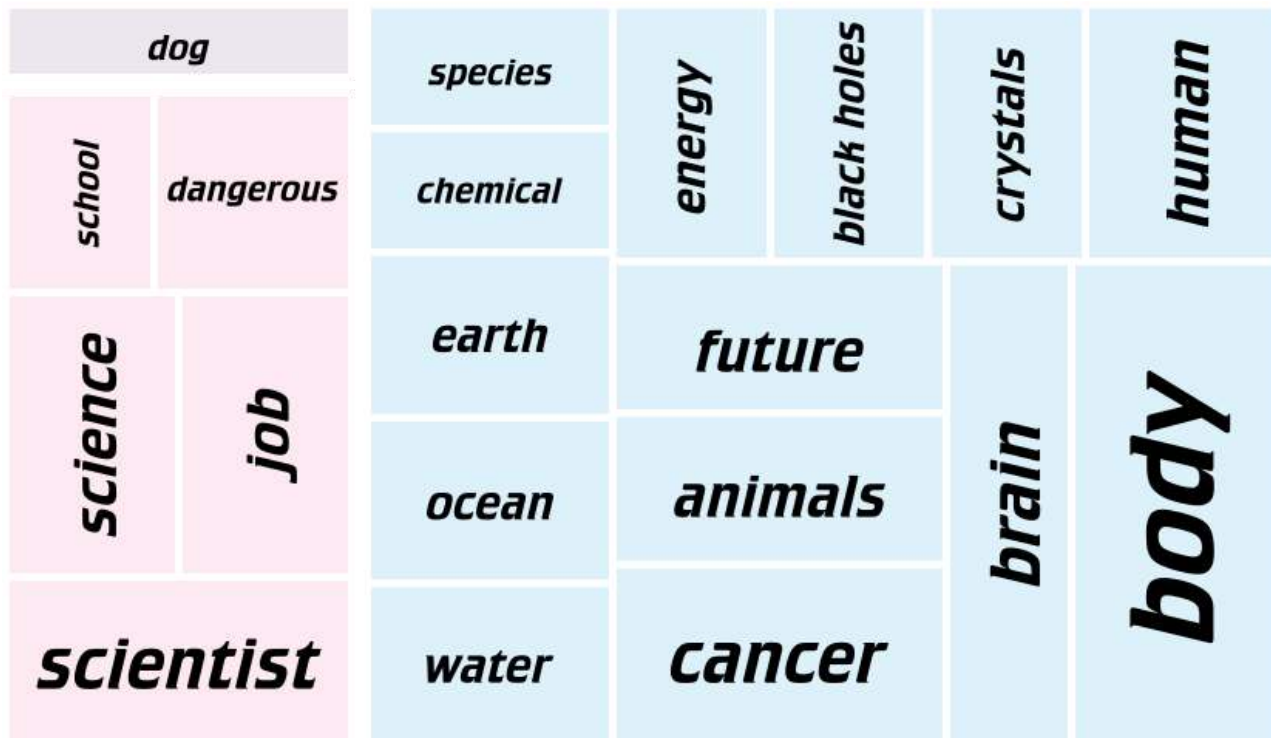 dog
school
dangerous
science
job
scientist
species
chemical
earth
ocean
water
energy
black holes
crystals
human
future
animals
cancer
brain
body